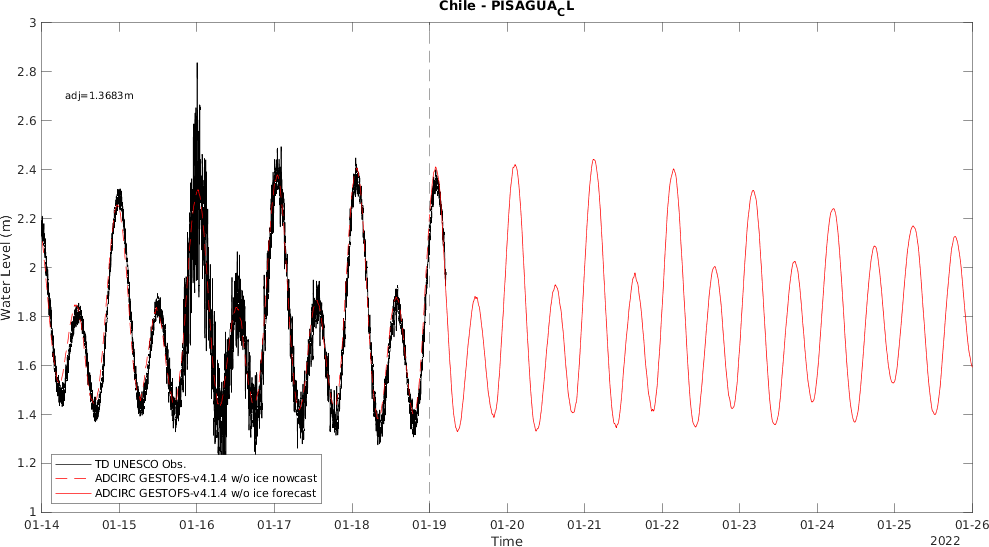 Chile - PISAGUA_CL
3
2.8
adj=1.3683m
2.6
2.4
2.2
2
1.8
1.6
1.4
1.2
1
Water Level (m)
TD UNESCO Obs.
ADCIRC GESTOFS-v4.1.4 w/o ice nowcast
ADCIRC GESTOFS-v4.1.4 w/o ice forecast
01-14 01-15 01-16 01-17 01-18 01-19 01-20 01-21 01-22 01-23 01-24 01-25 01-26
Time
2022